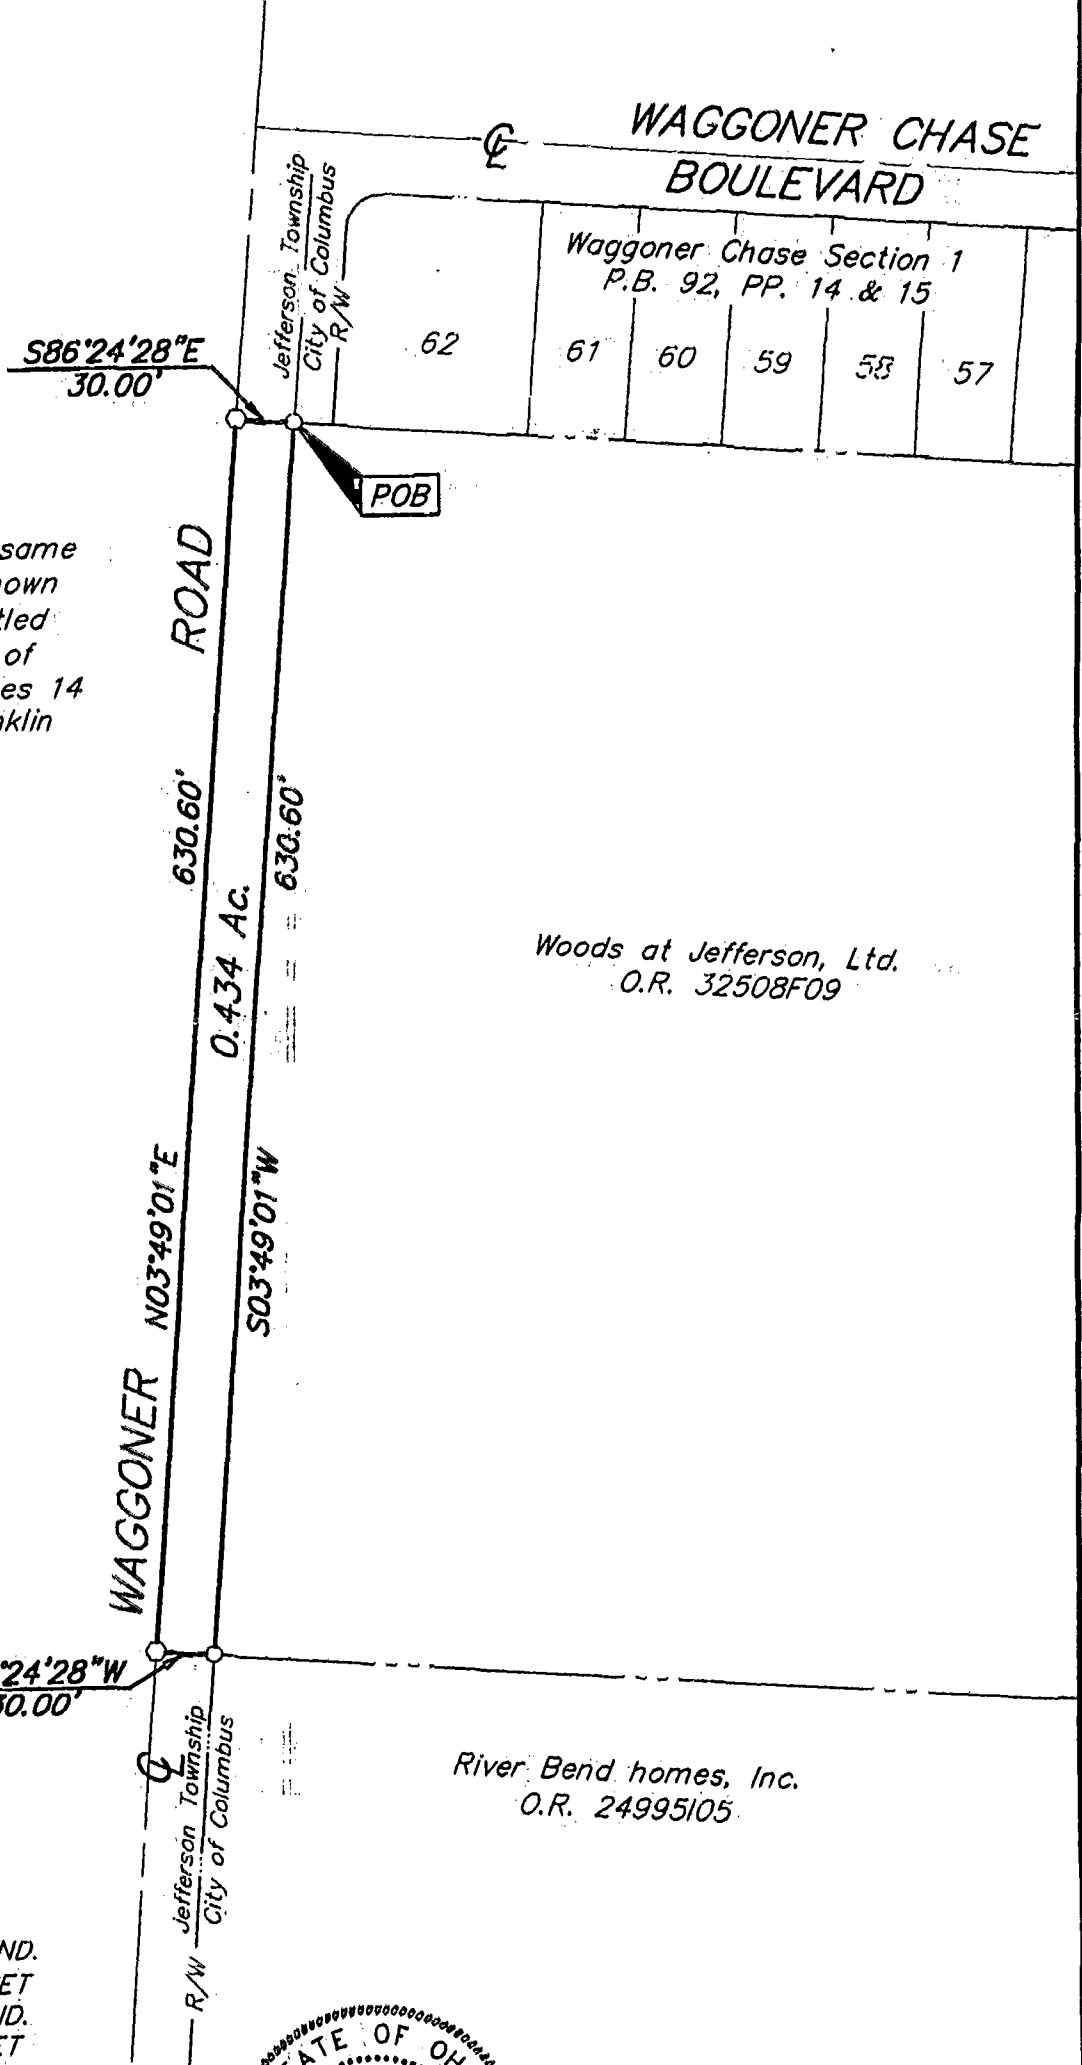 WAGGONER CHASE
BOULEVARD
Jefferson Township
City of Columbus
R/W
Waggoner Chase Section 1
P.B. 92, PP. 14 & 15
62
61
60
59
58
57
S86°24'28"E
30.00'
POB
same
tled
of
es 14
ROAD
630.60'
630.60'
0.434 Ac.
Woods at Jefferson, Ltd.
O.R. 32508F09
N03°49'01"E
S03°49'01"W
WAGGONER
°24'28"W
30.00'
Jefferson Township
City of Columbus
River Bend homes, Inc.
O.R. 24995I05
R/W
ND.
ET
ID.
ET
STATE OF OH